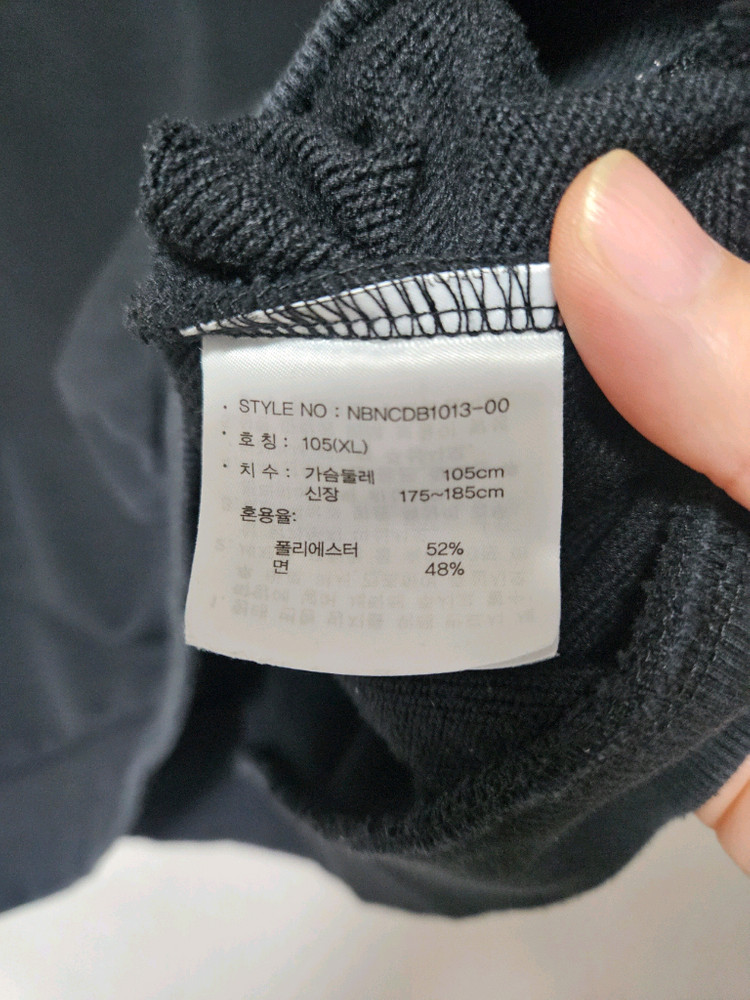 · STYLE NO : NBNCDB1013-00
· 호 칭 : 105(XL)
· 치 수 : 가슴둘레 105cm
신장 175~185cm
혼용율:
폴리에스터 52%
면 48%